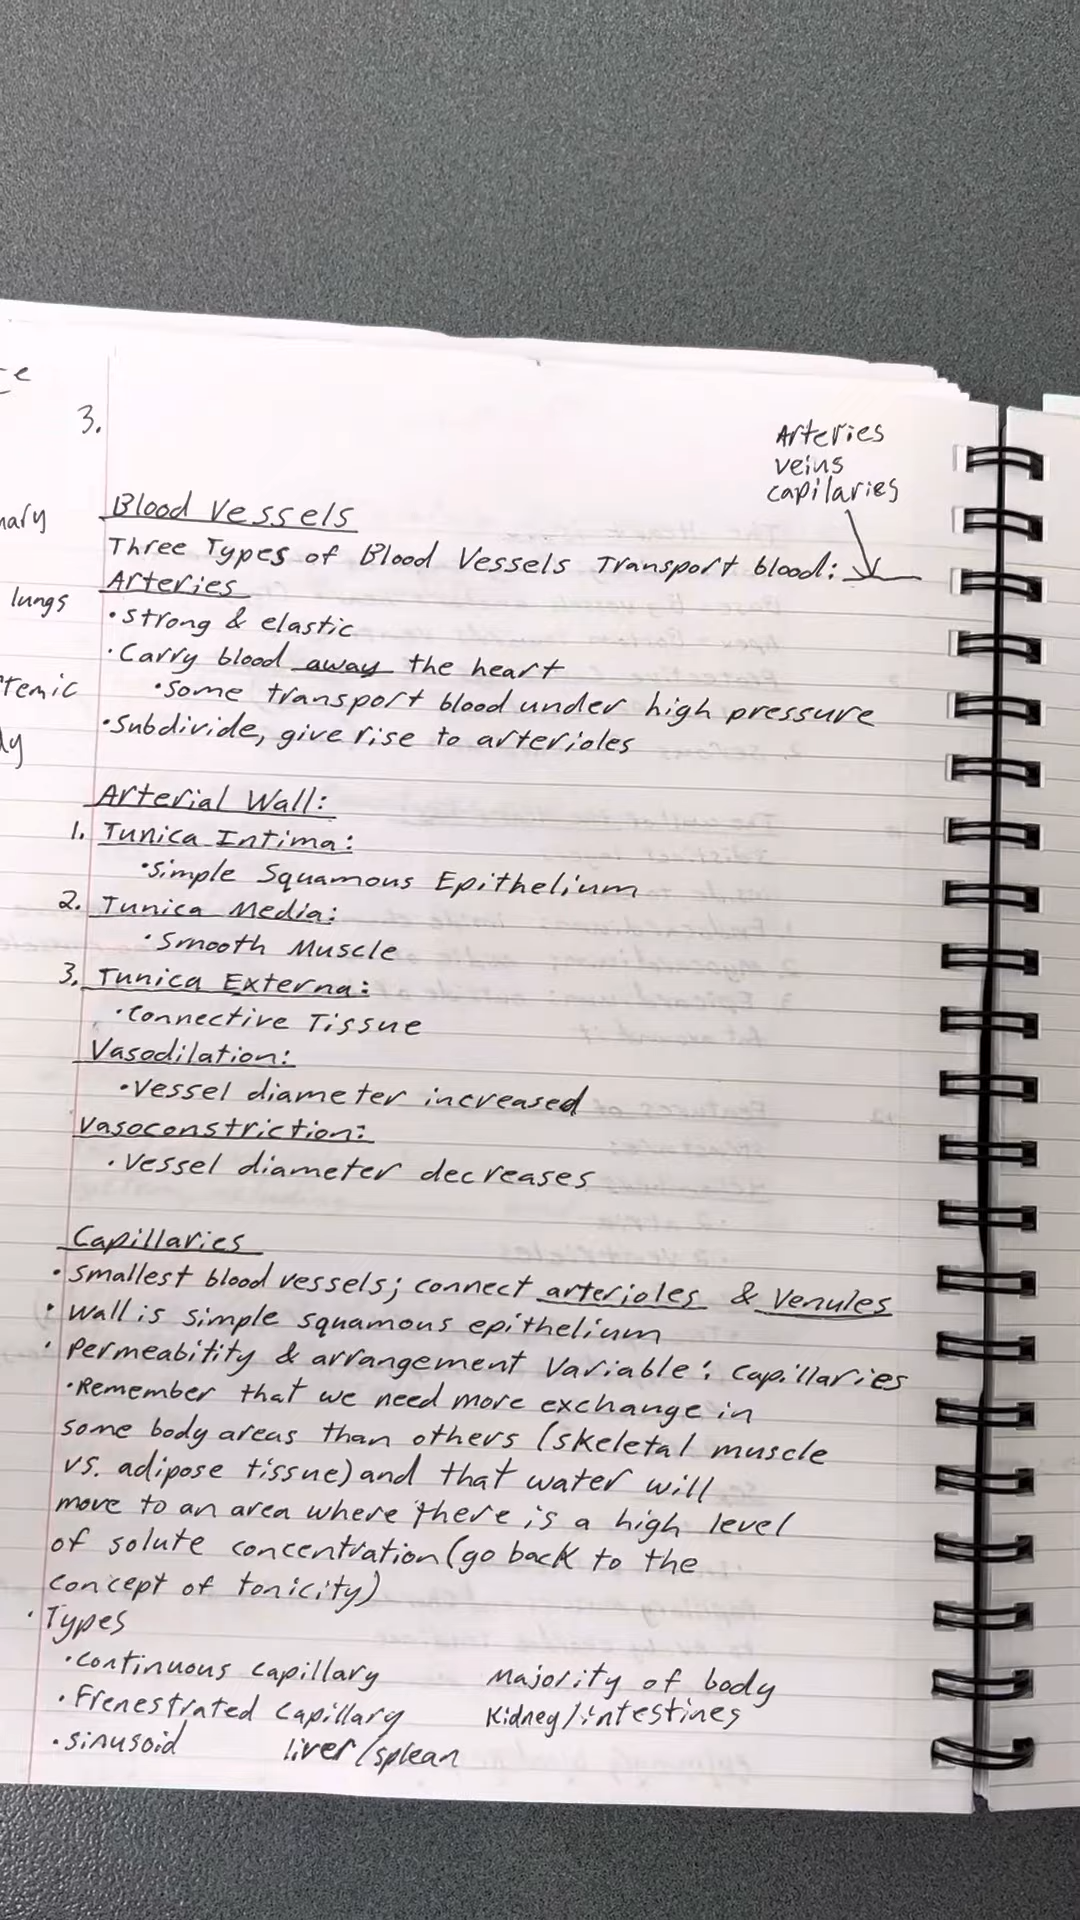 3.
Arteries
veins
capilaries
Blood Vessels
Three Types of Blood Vessels Transport blood:
Arteries
lungs
•strong & elastic
•Carry blood away the heart
•some transport blood under high pressure
•subdivide, give rise to arterioles
Arterial Wall:
1. Tunica Intima:
•Simple Squamous Epithelium
2. Tunica Media:
•Smooth Muscle
3. Tunica Externa:
•Connective Tissue
Vasodilation:
•Vessel diameter increased
Vasoconstriction:
•Vessel diameter decreases
Capillaries
•smallest blood vessels; connect arterioles & Venules
•Wall is simple squamous epithelium
•Permeabitity & arrangement Variable: Capillaries
•Remember that we need more exchange in
some body areas than others (skeletal muscle
vs. adipose tissue) and that water will
move to an area where there is a high level
of solute concentration (go back to the
concept of tonicity)
•Types
•Continuous Capillary Majority of body
•Frenestrated Capillary Kidney/intestines
•sinusoid liver/splean